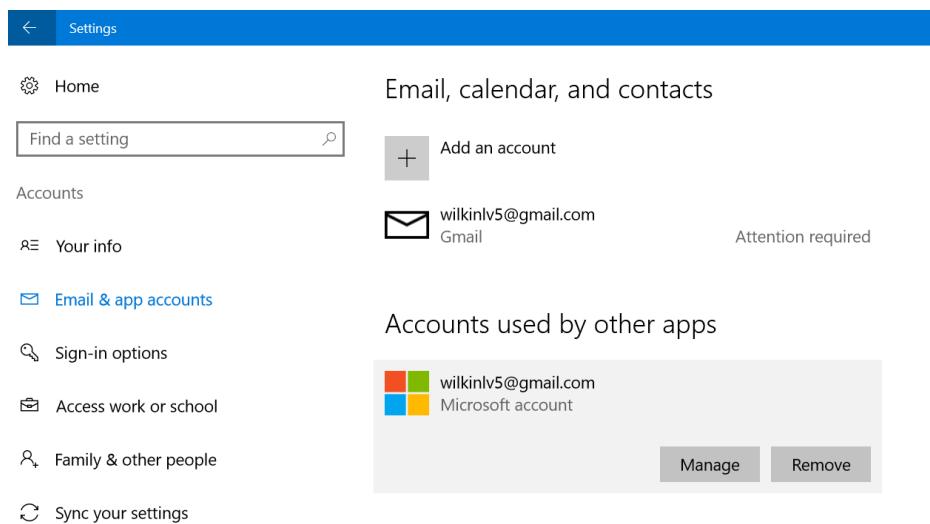 Settings
Home
Find a setting
Accounts
Your info
Email & app accounts
Sign-in options
Access work or school
Family & other people
Sync your settings
Email, calendar, and contacts
Add an account
wilkinlv5@gmail.com
Gmail
Attention required
Accounts used by other apps
wilkinlv5@gmail.com
Microsoft account
Manage
Remove